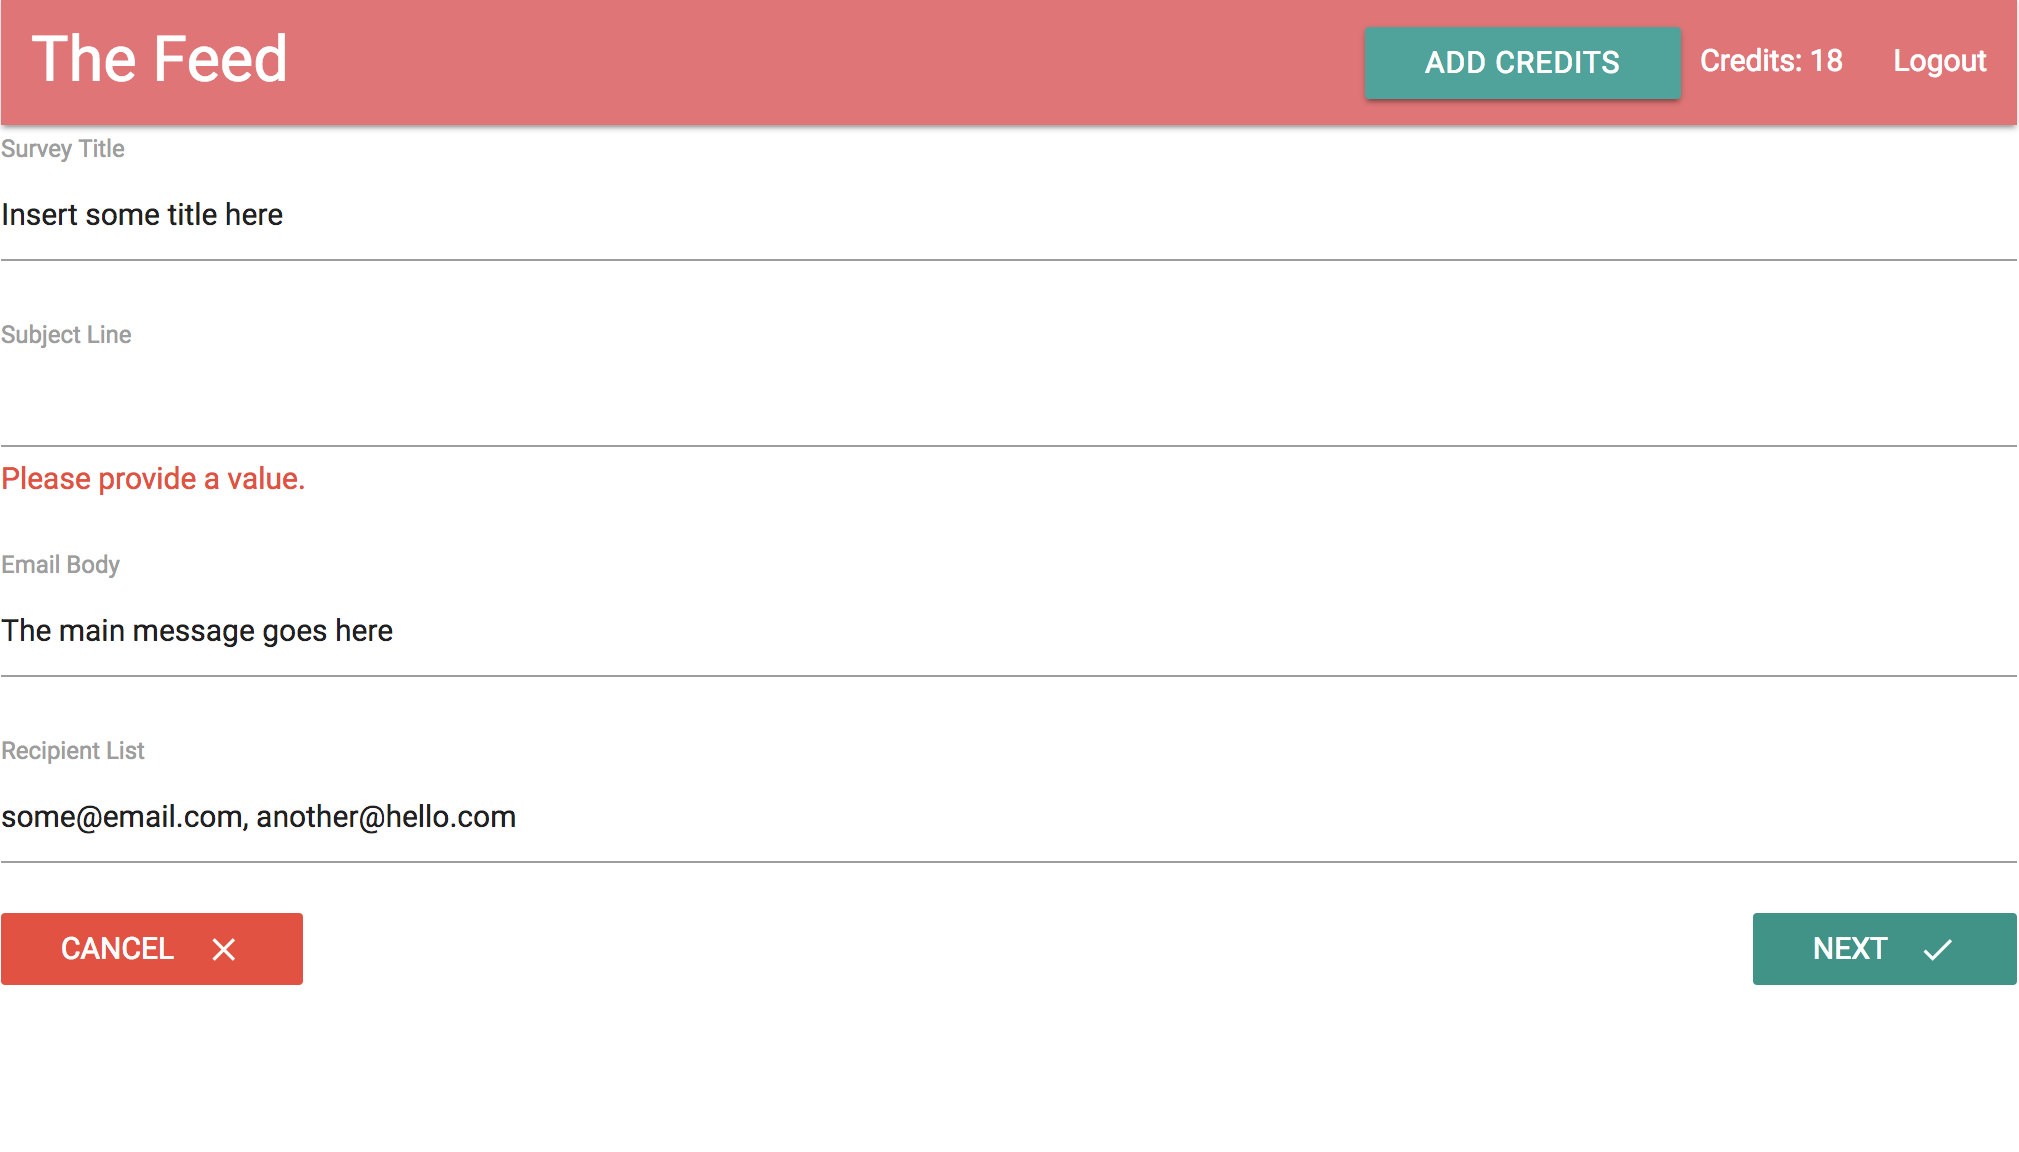 The Feed
ADD CREDITS Credits: 18 Logout
Survey Title
Insert some title here
Subject Line
Please provide a value.
Email Body
The main message goes here
Recipient List
some@email.com, another@hello.com
CANCEL
NEXT